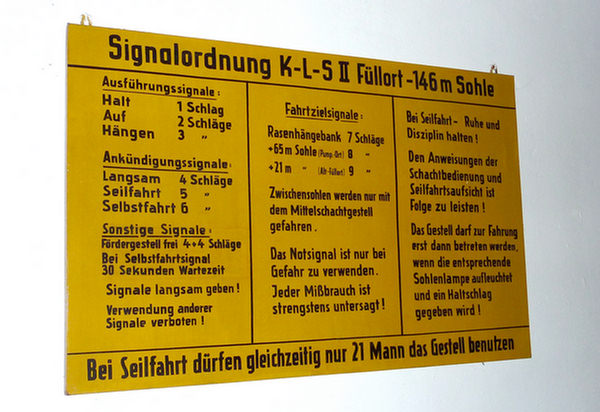 Signalordnung K-L-S II Füllort -146 m Sohle
Ausführungssignale:
Halt 1 Schlag
Auf 2 Schläge
Hängen 3 „
Ankündigungssignale:
Langsam 4 Schläge
Seilfahrt 5 „
Selbstfahrt 6 „
Sonstige Signale:
Fördergestell frei 4+4 Schläge
Bei Selbstfahrtsignal
30 Sekunden Wartezeit
Signale langsam geben!
Verwendung anderer
Signale verboten!
Fahrtzielsignale:
Rasenhängebank 7 Schläge
+65 m Sohle (Pump.-Ort) 8 „
+21 m „ (Alt-Füllort) 9 „
Zwischensohlen werden nur mit
dem Mittelschachtgestell
gefahren.
Das Notsignal ist nur bei
Gefahr zu verwenden.
Jeder Mißbrauch ist
strengstens untersagt!
Bei Seilfahrt - Ruhe und
Disziplin halten!
Den Anweisungen der
Schachtbedienung und
Seilfahrtsaufsicht ist
Folge zu leisten!
Das Gestell darf zur Fahrung
erst dann betreten werden,
wenn die entsprechende
Sohlenlampe aufleuchtet
und ein Haltschlag
gegeben wird!
Bei Seilfahrt dürfen gleichzeitig nur 21 Mann das Gestell benutzen